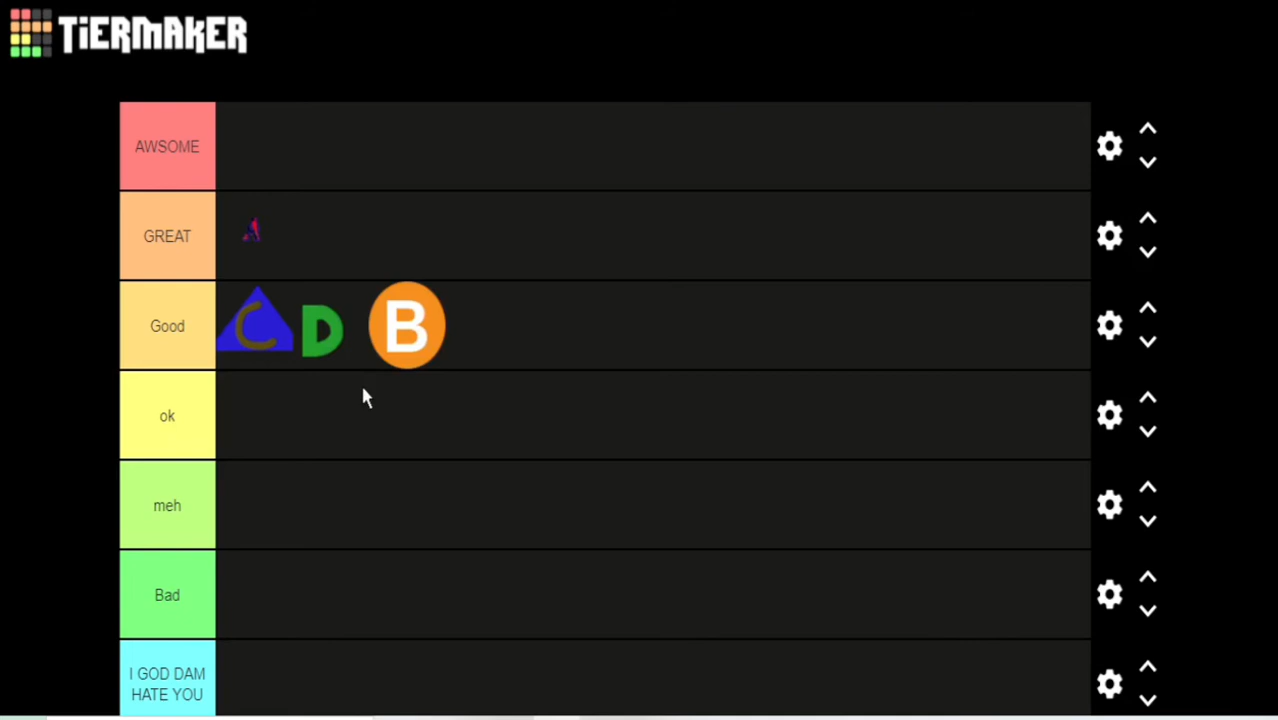 TIERMAKER
AWSOME
GREAT
A
Good
C D B
ok
meh
Bad
I GOD DAM
HATE YOU